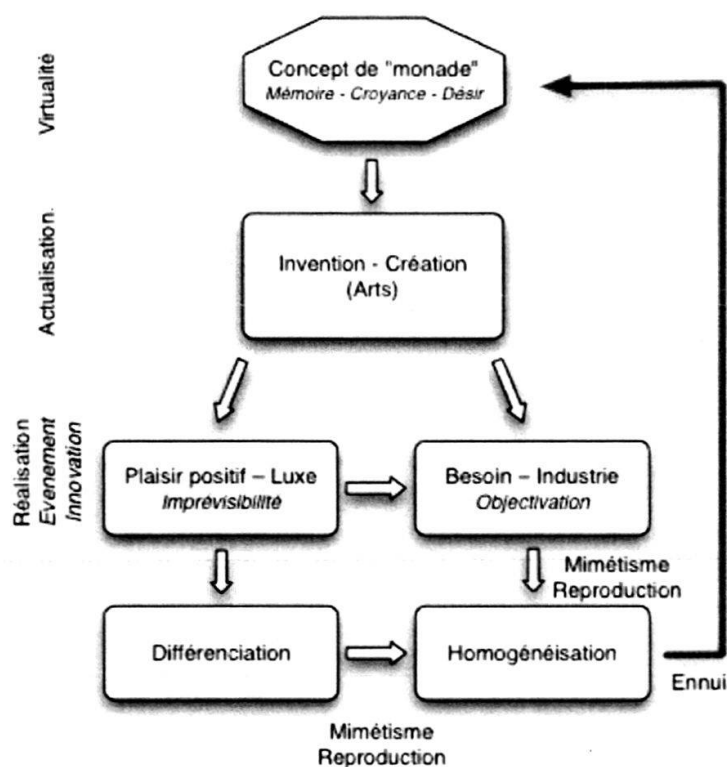 Virtualité
Concept de "monade"
Mémoire - Croyance - Désir
Actualisation
Invention - Création
(Arts)
Réalisation
Evenement
Innovation
Plaisir positif – Luxe
Imprévisibilité
Besoin – Industrie
Objectivation
Mimétisme
Reproduction
Différenciation
Homogénéisation
Ennui
Mimétisme
Reproduction